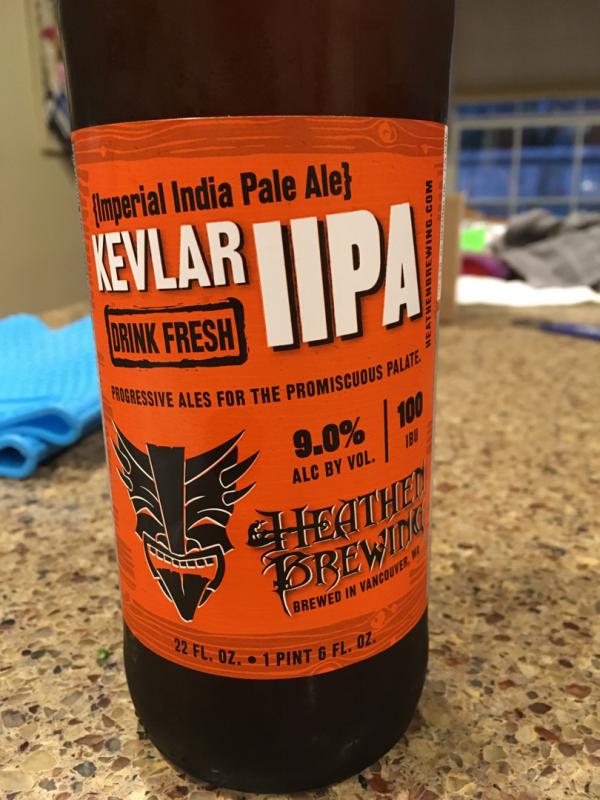 {Imperial India Pale Ale}
KEVLAR IIPA
DRINK FRESH
HEATHENBREWING.COM
PROGRESSIVE ALES FOR THE PROMISCUOUS PALATE.
9.0%
ALC BY VOL.
100
IBU
HEATHEN
BREWING
BREWED IN VANCOUVER, WA
22 FL. OZ. • 1 PINT 6 FL. OZ.